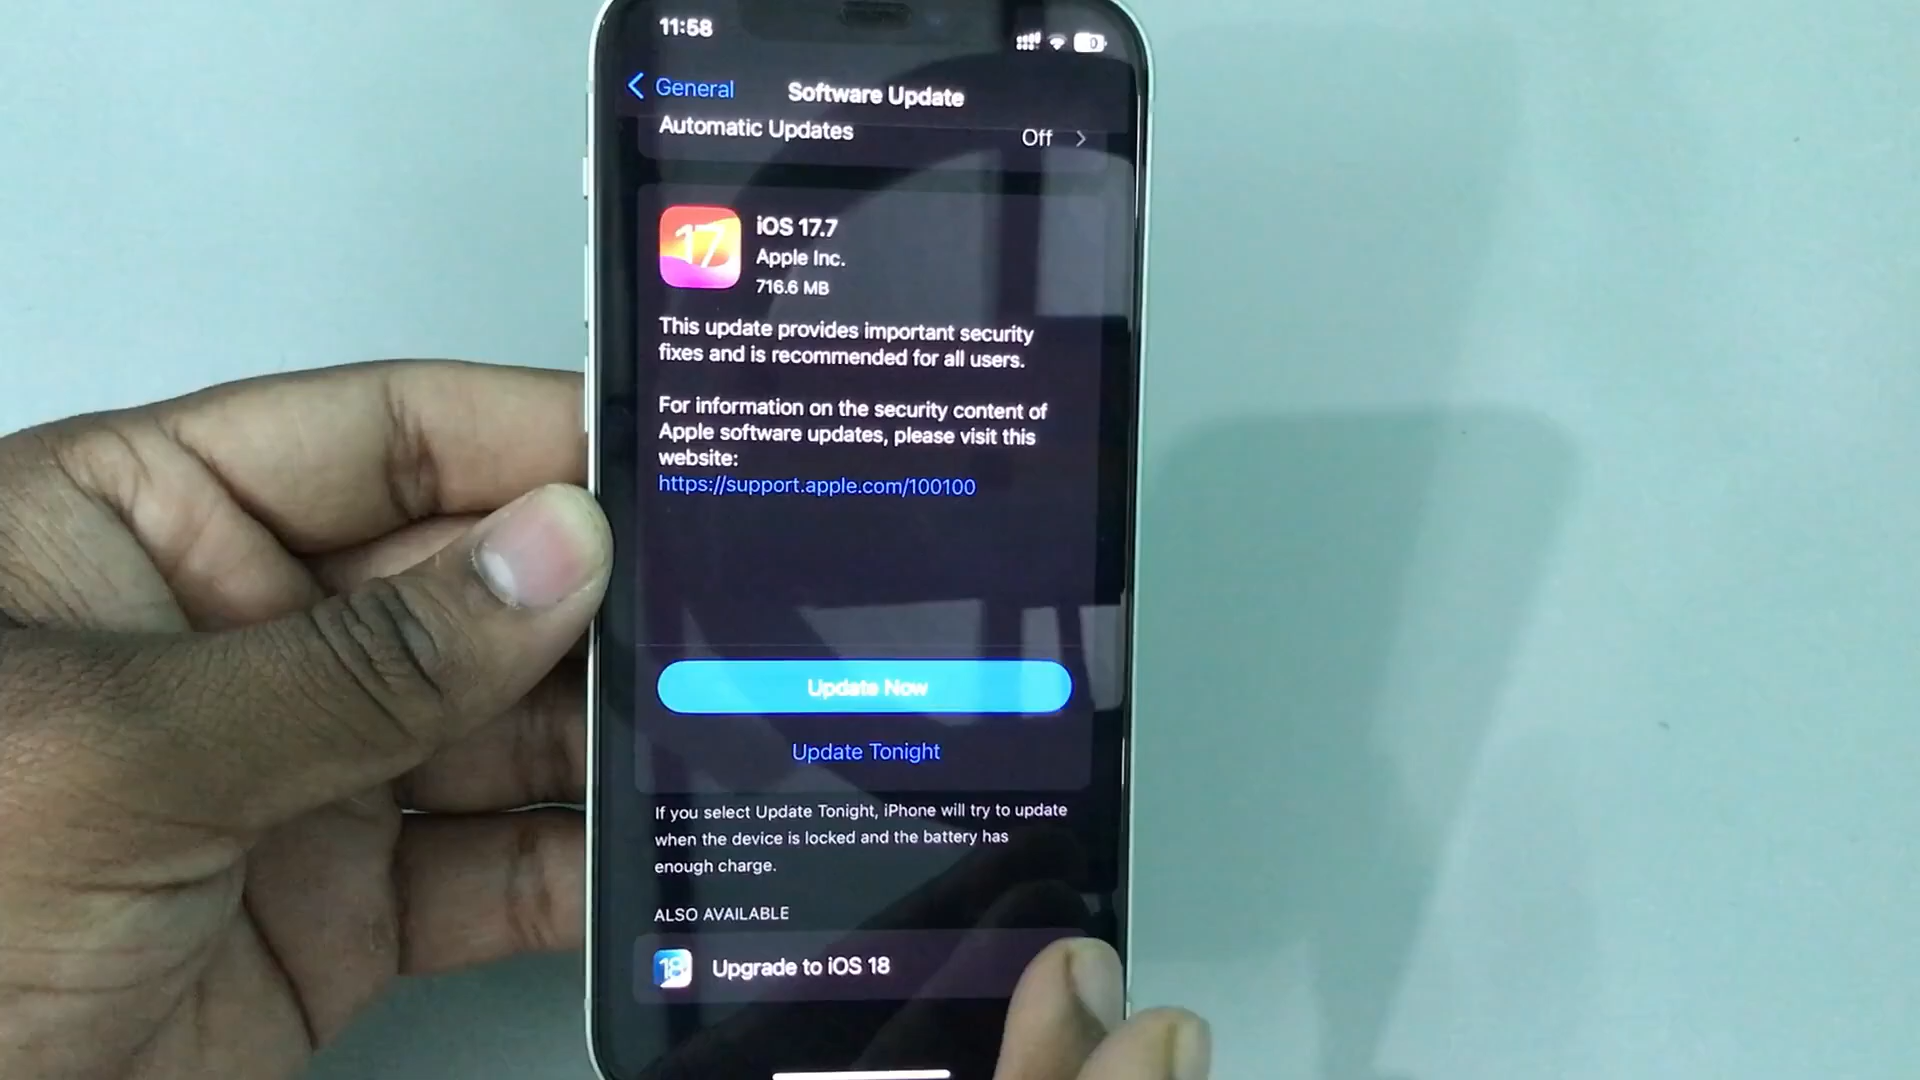 11:58
General
Software Update
Automatic Updates
Off
17
iOS 17.7
Apple Inc.
716.6 MB
This update provides important security
fixes and is recommended for all users.
For information on the security content of
Apple software updates, please visit this
website:
https://support.apple.com/100100
Update Now
Update Tonight
If you select Update Tonight, iPhone will try to update
when the device is locked and the battery has
enough charge.
ALSO AVAILABLE
18
Upgrade to iOS 18